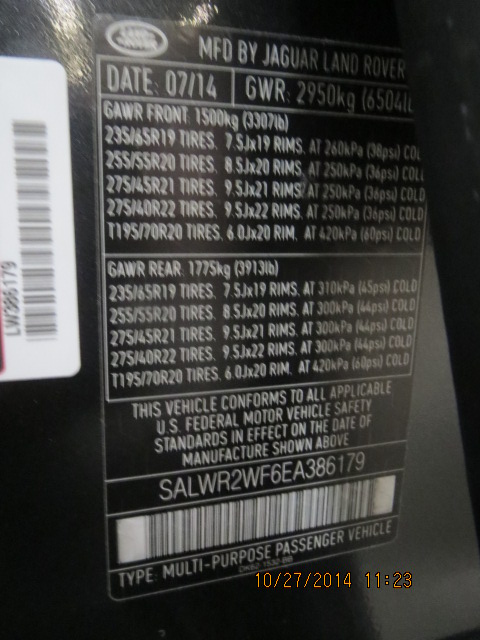 LAND ROVER
MFD BY JAGUAR LAND ROVER
DATE: 07/14 GWR: 2950kg (6504l
GAWR FRONT 1500kg (3307lb)
235/65R19 TIRES. 7.5Jx19 RIMS. AT 260kPa (38psi) COL
255/55R20 TIRES. 8.5Jx20 RIMS. AT 250kPa (36psi) COL
275/45R21 TIRES. 9.5Jx21 RIMS. AT 250kPa (36psi) COLD
275/40R22 TIRES. 9.5Jx22 RIMS. AT 250kPa (36psi) COLD
T195/70R20 TIRES. 6.0Jx20 RIM. AT 420kPa (60psi) COLD
GAWR REAR. 1775kg (3913lb)
235/65R19 TIRES. 7.5Jx19 RIMS. AT 310kPa (45psi) COLD
255/55R20 TIRES. 8.5Jx20 RIMS. AT 300kPa (44psi) COLD
275/45R21 TIRES. 9.5Jx21 RIMS. AT 300kPa (44psi) COLD
275/40R22 TIRES. 9.5Jx22 RIMS. AT 300kPa (44psi) COLD
T195/70R20 TIRES. 6.0Jx20 RIM. AT 420kPa (60psi) COLD
THIS VEHICLE CONFORMS TO ALL APPLICABLE
U.S. FEDERAL MOTOR VEHICLE SAFETY
STANDARDS IN EFFECT ON THE DATE OF
MANUFACTURE SHOWN ABOVE
SALWR2WF6EA386179
TYPE: MULTI-PURPOSE PASSENGER VEHICLE
LW386179
10/27/2014 11:23